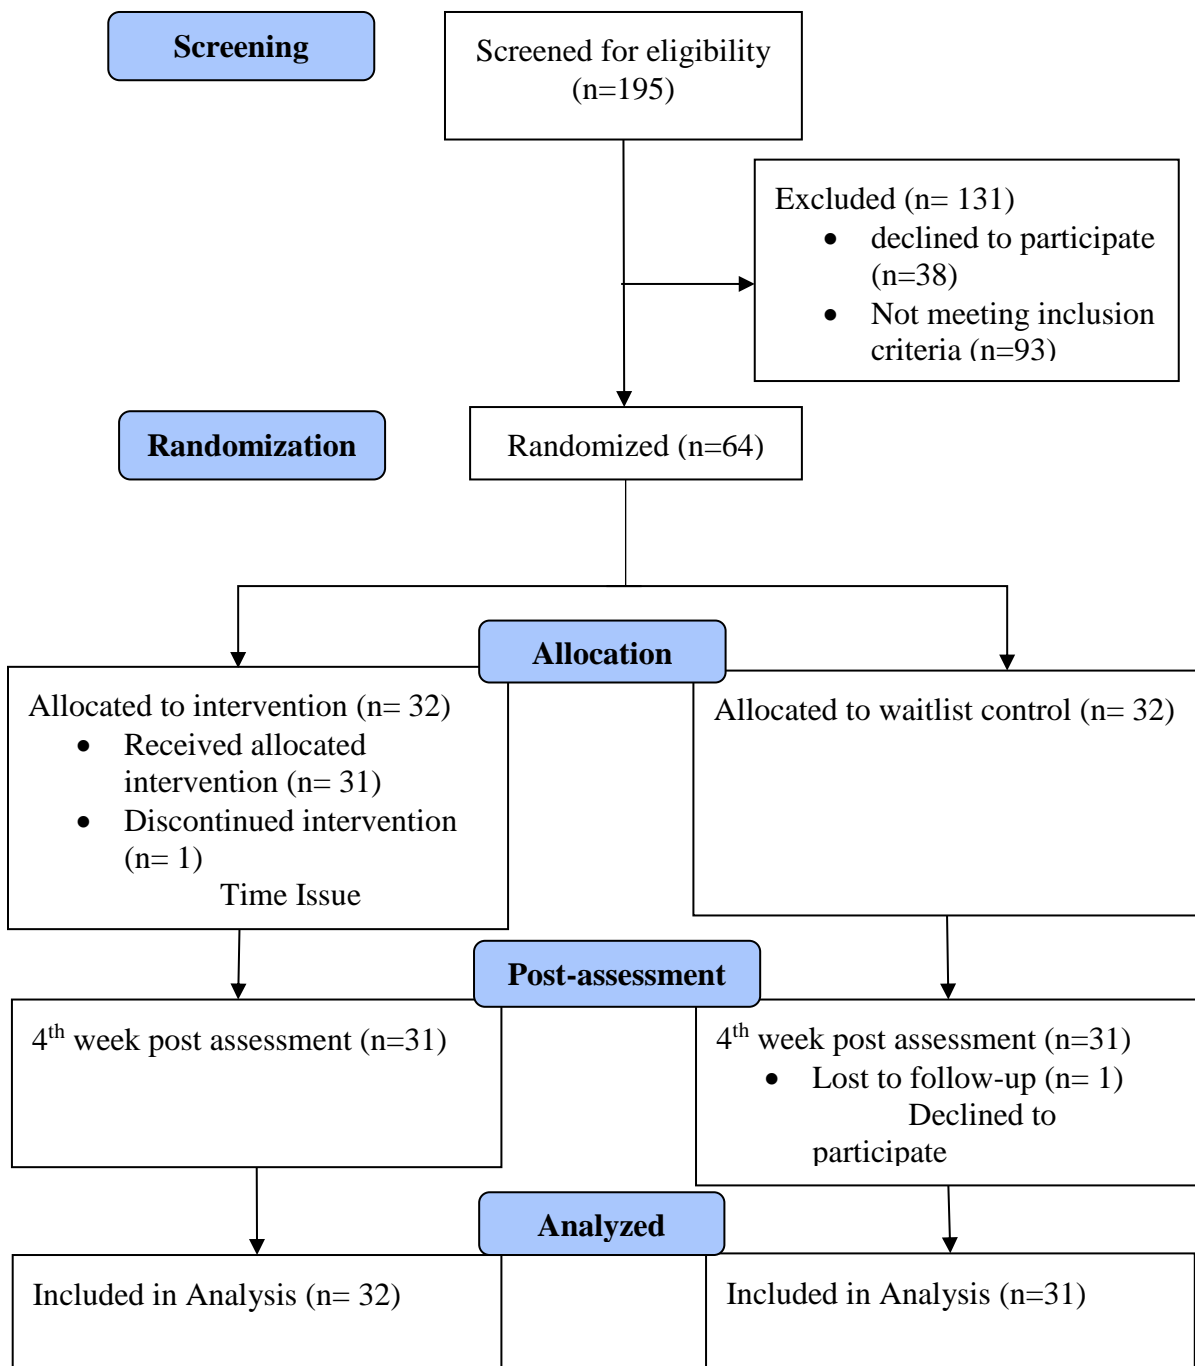 Screening
Screened for eligibility
(n=195)
Excluded (n= 131)
• declined to participate
(n=38)
• Not meeting inclusion
criteria (n=93)
Randomization
Randomized (n=64)
Allocation
Allocated to intervention (n= 32)
• Received allocated
intervention (n= 31)
• Discontinued intervention
(n= 1)
Time Issue
Allocated to waitlist control (n= 32)
Post-assessment
4th week post assessment (n=31)
4th week post assessment (n=31)
• Lost to follow-up (n= 1)
Declined to
participate
Analyzed
Included in Analysis (n= 32)
Included in Analysis (n=31)